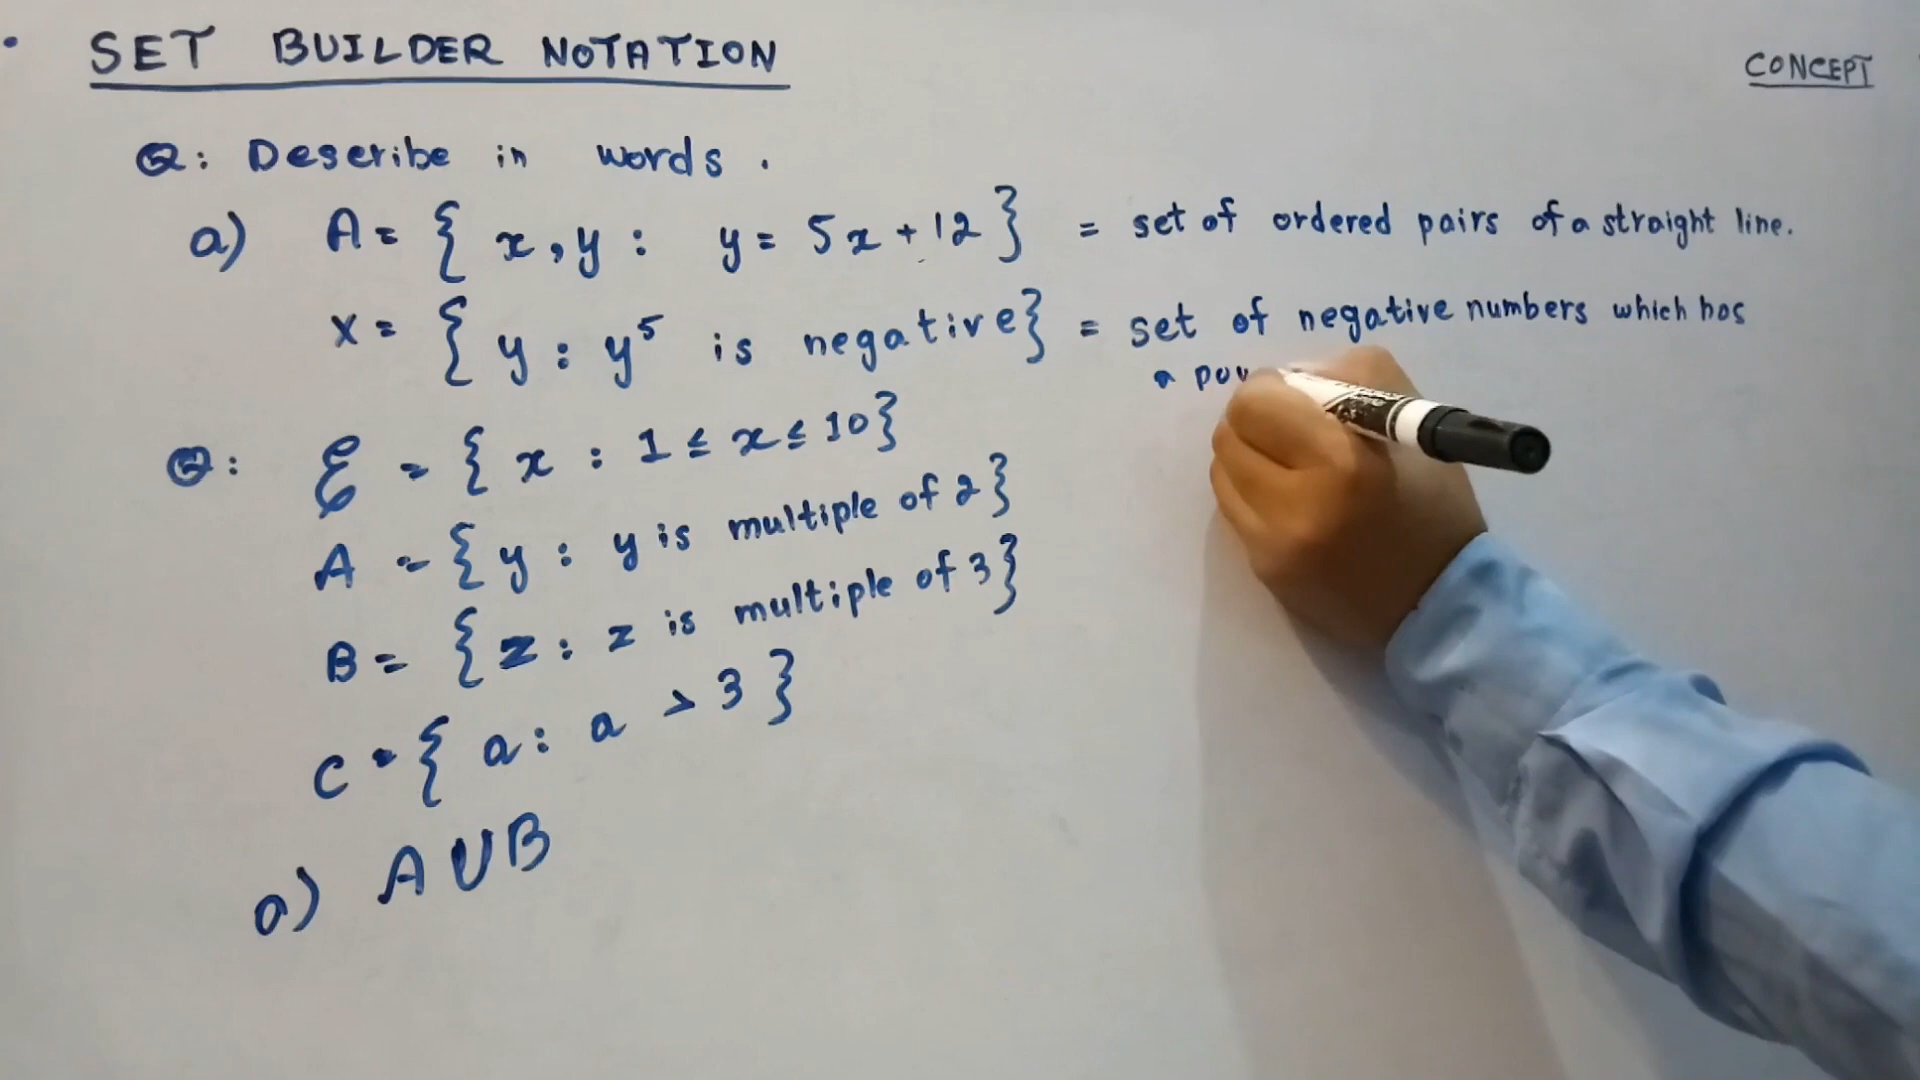 SET BUILDER NOTATION
CONCEPT
Q: Describe in words.
a) A = { x, y : y = 5x + 12 } = set of ordered pairs of a straight line.
X = { y : y⁵ is negative } = set of negative numbers which has
a
Q: ℰ = { x : 1 ≤ x ≤ 10 }
A = { y : y is multiple of 2 }
B = { z : z is multiple of 3 }
C = { a : a > 3 }
a) A ∪ B